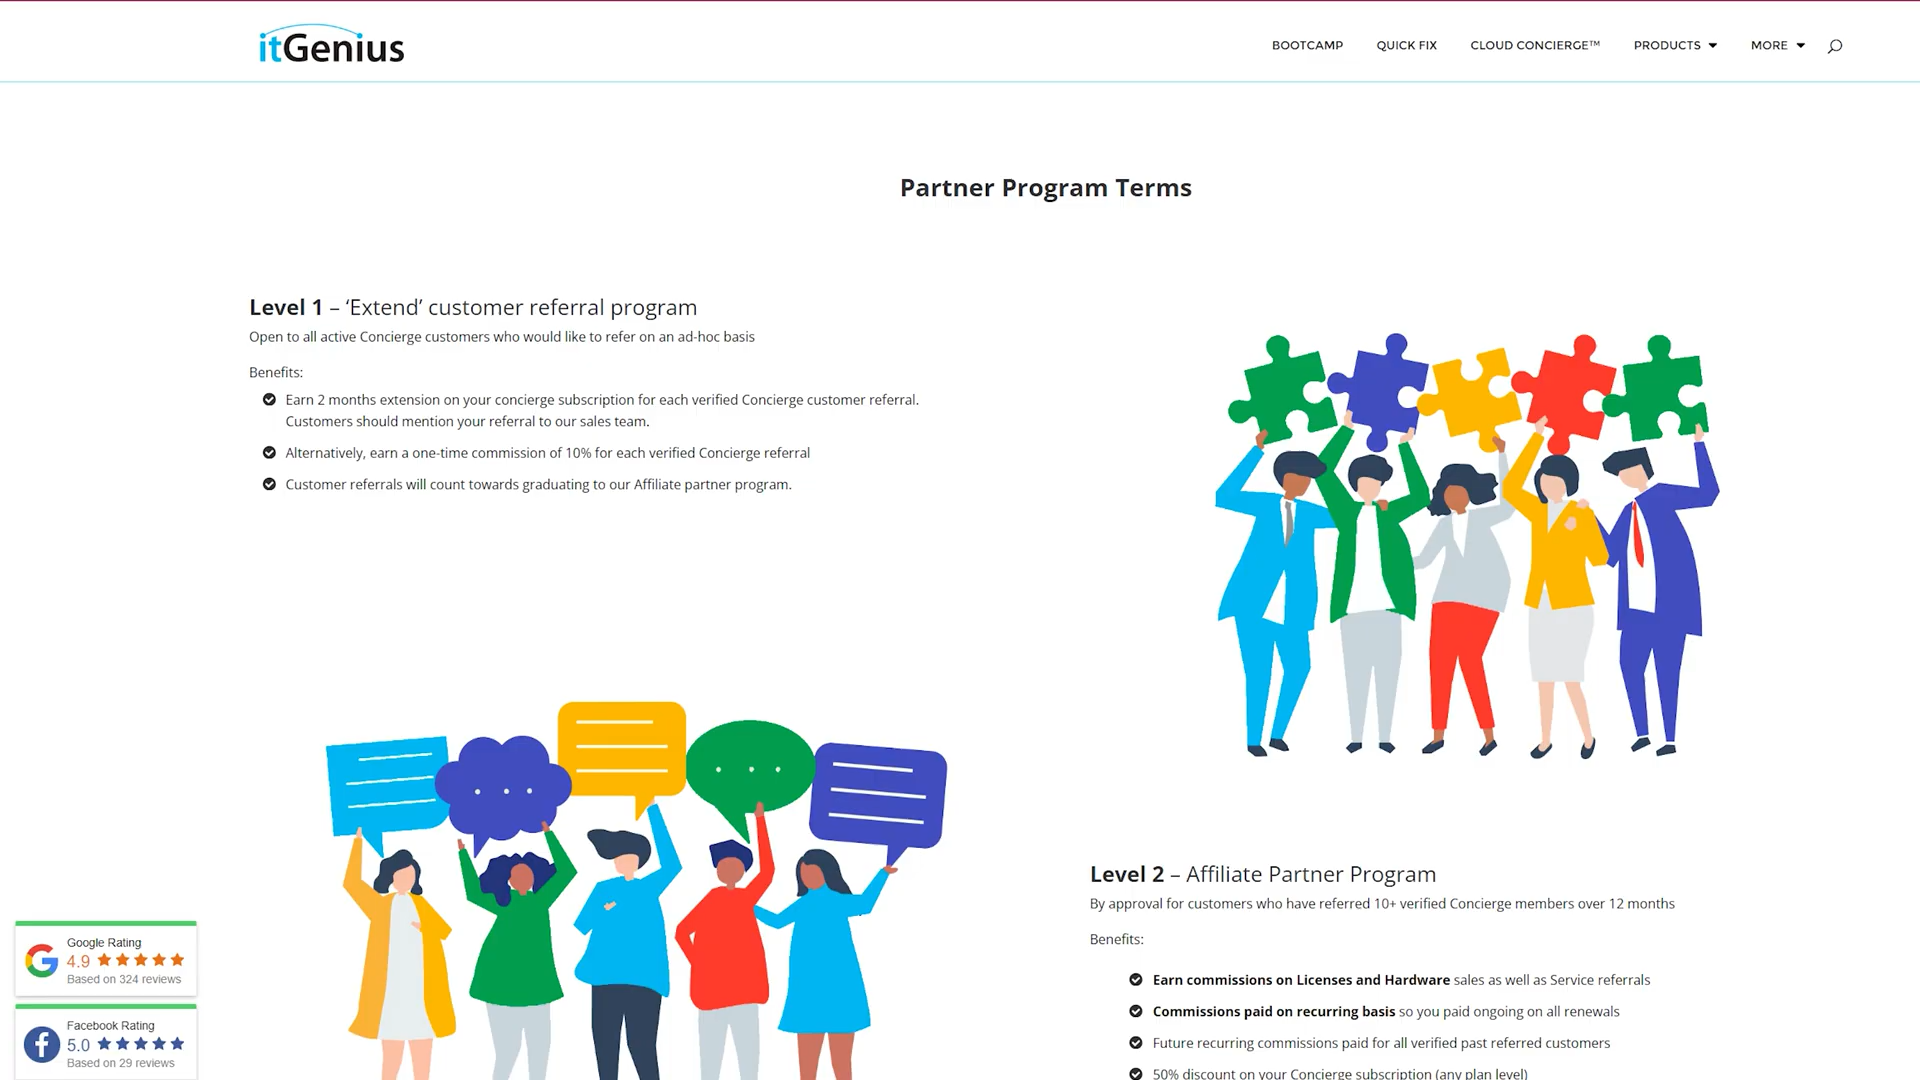 itGenius
BOOTCAMP
QUICK FIX
CLOUD CONCIERGE™
PRODUCTS
MORE
Partner Program Terms
Level 1 – ‘Extend’ customer referral program
Open to all active Concierge customers who would like to refer on an ad-hoc basis
Benefits:
Earn 2 months extension on your concierge subscription for each verified Concierge customer referral.
Customers should mention your referral to our sales team.
Alternatively, earn a one-time commission of 10% for each verified Concierge referral
Customer referrals will count towards graduating to our Affiliate partner program.
Level 2 – Affiliate Partner Program
By approval for customers who have referred 10+ verified Concierge members over 12 months
Benefits:
Earn commissions on Licenses and Hardware sales as well as Service referrals
Commissions paid on recurring basis so you paid ongoing on all renewals
Future recurring commissions paid for all verified past referred customers
50% discount on your Concierge subscription (any plan level)
Google Rating
4.9
Based on 324 reviews
Facebook Rating
5.0
Based on 29 reviews